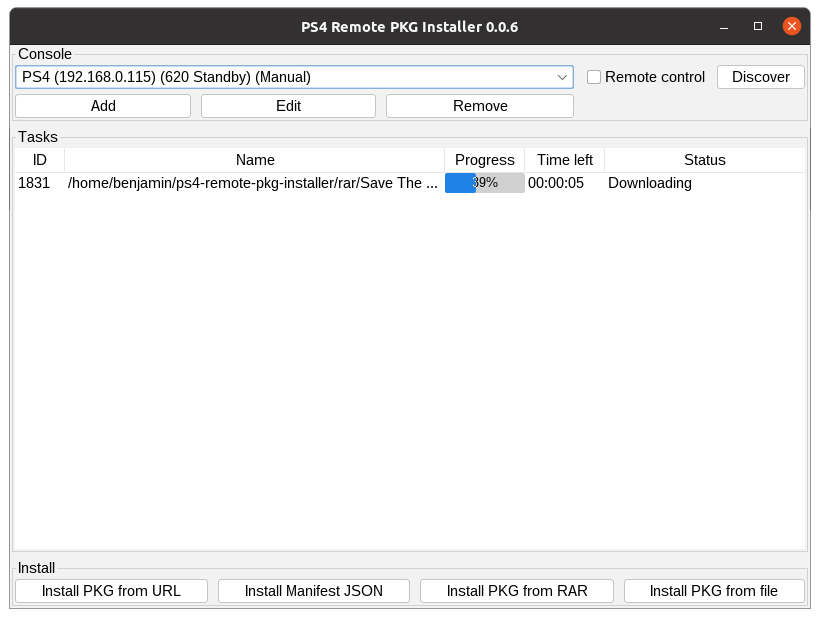 PS4 Remote PKG Installer 0.0.6
Console
PS4 (192.168.0.115) (620 Standby) (Manual) Remote control Discover
Add Edit Remove
Tasks
ID Name Progress Time left Status
1831 /home/benjamin/ps4-remote-pkg-installer/rar/Save The ... 39% 00:00:05 Downloading
Install
Install PKG from URL Install Manifest JSON Install PKG from RAR Install PKG from file